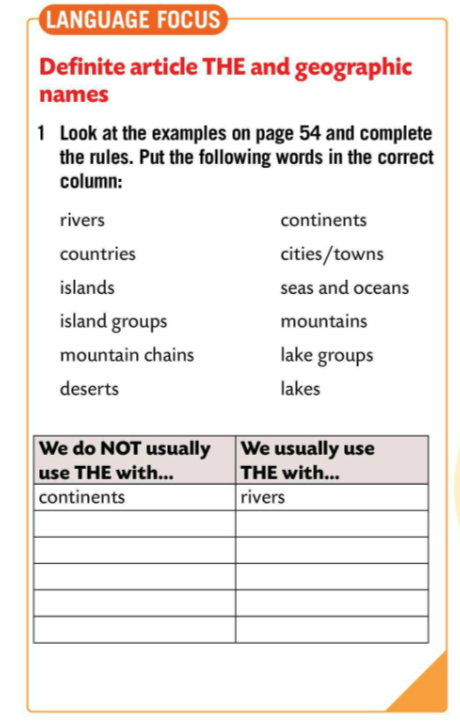 LANGUAGE FOCUS
Definite article THE and geographic
names
1 Look at the examples on page 54 and complete
the rules. Put the following words in the correct
column:
rivers continents
countries cities/towns
islands seas and oceans
island groups mountains
mountain chains lake groups
deserts lakes
We do NOT usually use THE with... We usually use THE with...
continents rivers